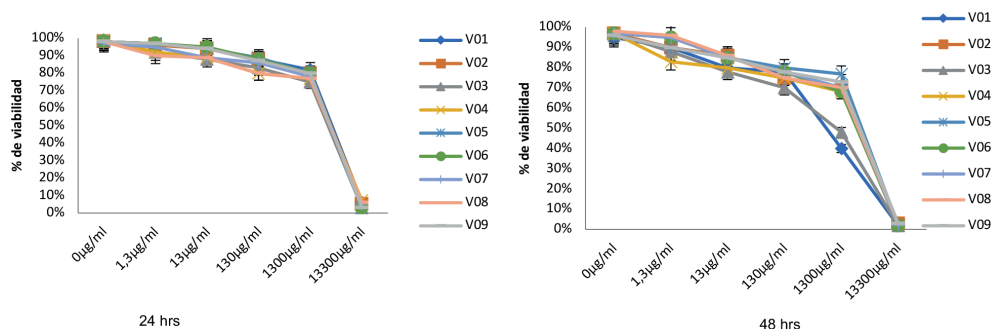 100%
90%
80%
70%
60%
50%
40%
30%
20%
10%
0%
% de viabilidad
0µg/ml
1,3µg/ml
13µg/ml
130µg/ml
1300µg/ml
13300µg/ml
24 hrs
V01
V02
V03
V04
V05
V06
V07
V08
V09
100%
90%
80%
70%
60%
50%
40%
30%
20%
10%
0%
% de viabilidad
0µg/ml
1,3µg/ml
13µg/ml
130µg/ml
1300µg/ml
13300µg/ml
48 hrs
V01
V02
V03
V04
V05
V06
V07
V08
V09